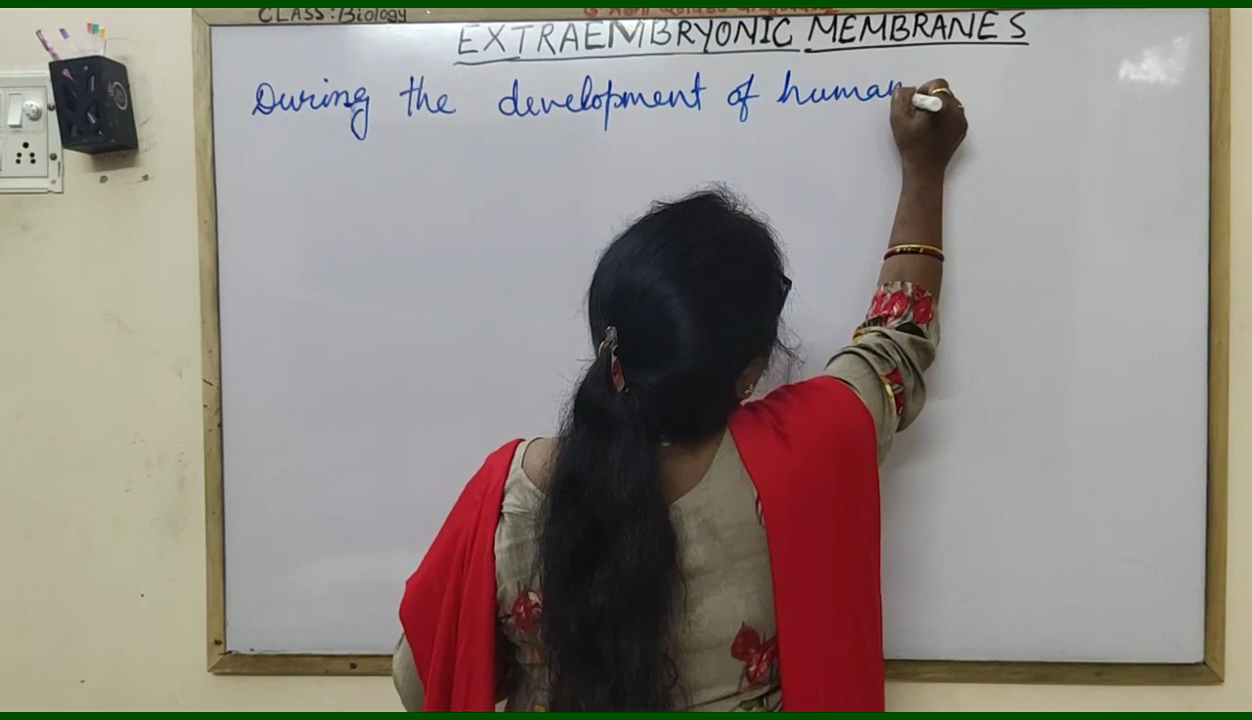 CLASS: Biology
EXTRAEMBRYONIC MEMBRANES
During the development of human